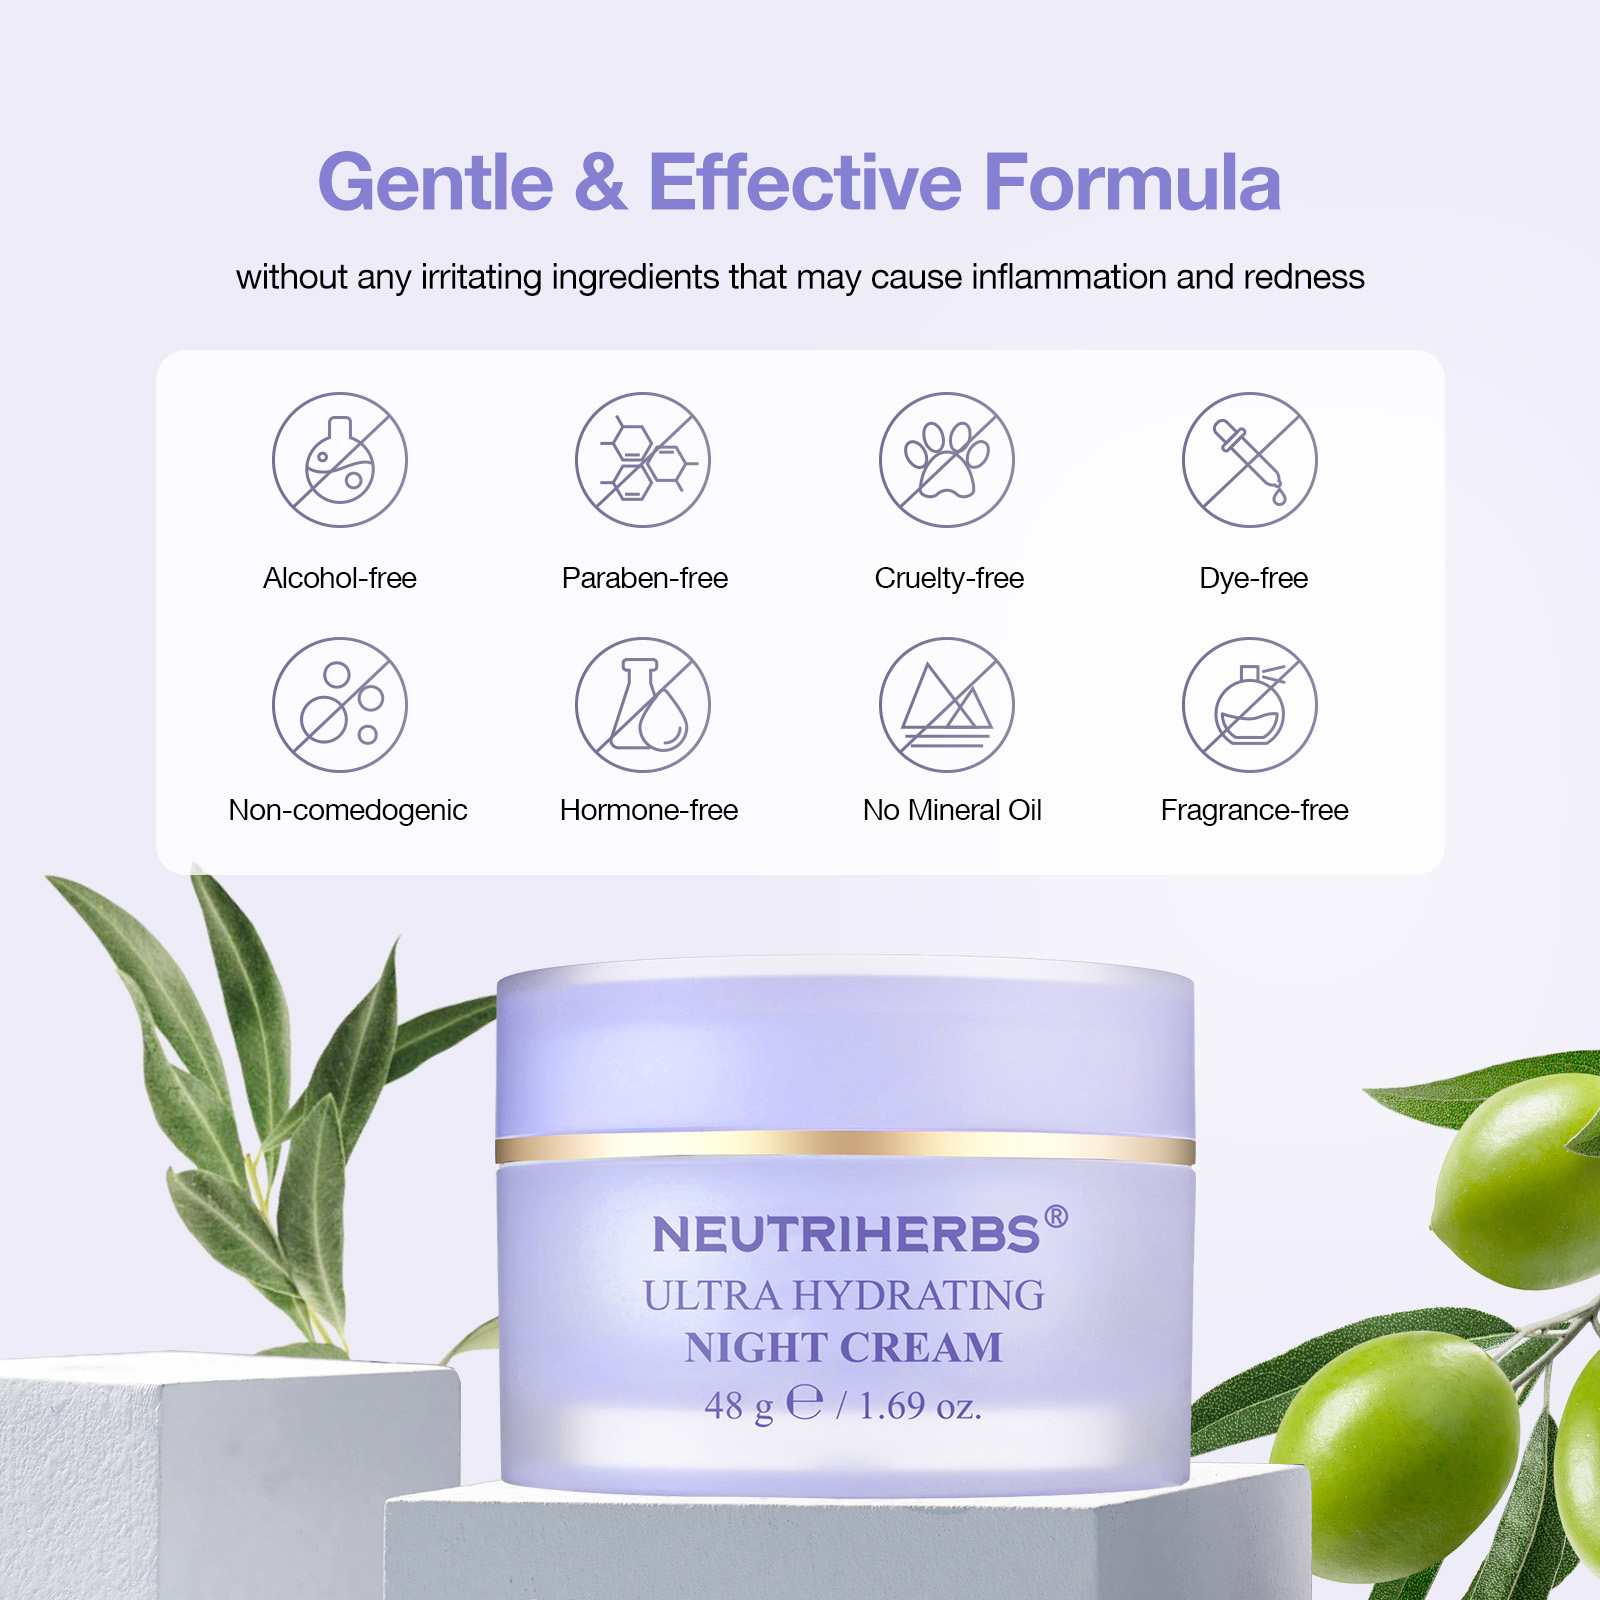 Gentle & Effective Formula
without any irritating ingredients that may cause inflammation and redness
Alcohol-free
Paraben-free
Cruelty-free
Dye-free
Non-comedogenic
Hormone-free
No Mineral Oil
Fragrance-free
NEUTRIHERBS®
ULTRA HYDRATING
NIGHT CREAM
48 g ℮ / 1.69 oz.